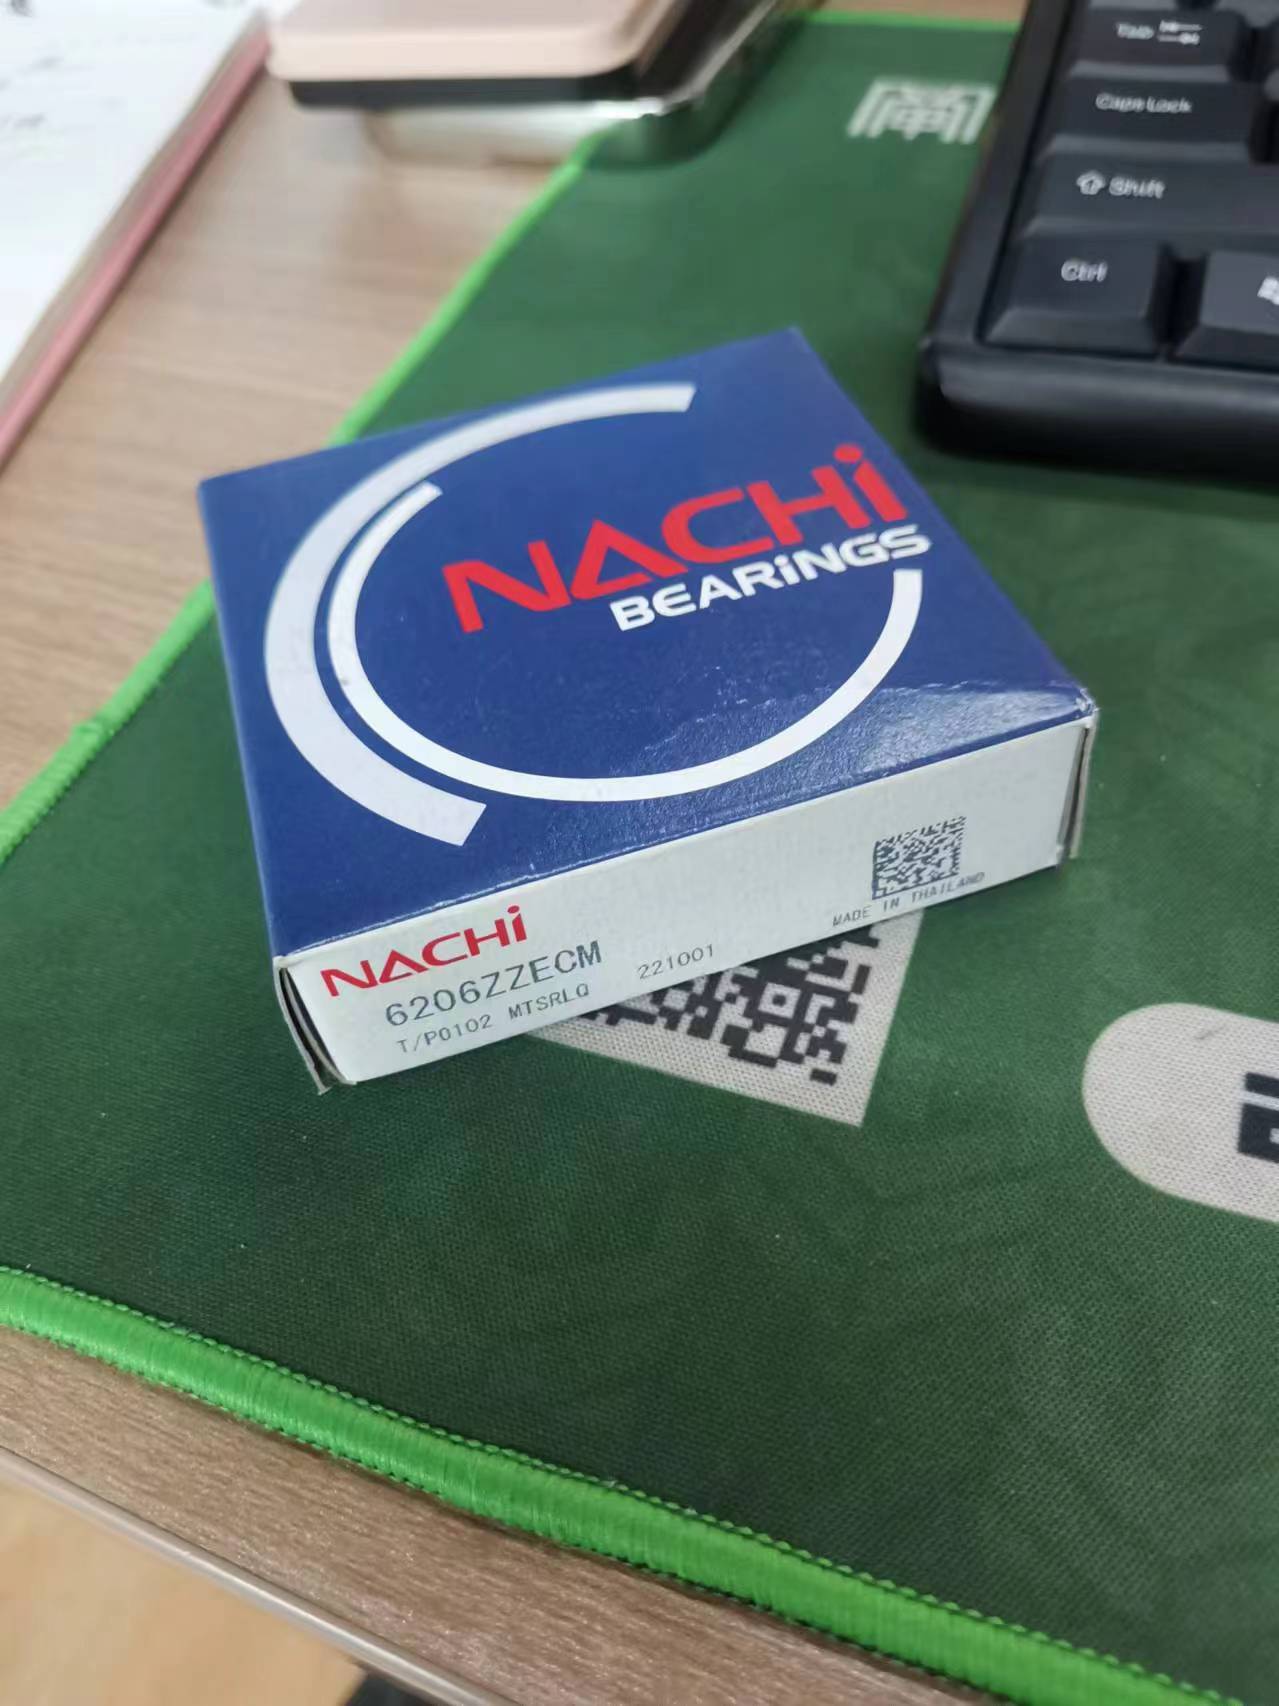 Tab
Caps Lock
Shift
Ctrl
NACHi
BEARiNGS
NACHi
6206ZZECM
T/P0102 MTSRLQ
221001
MADE IN THAILAND